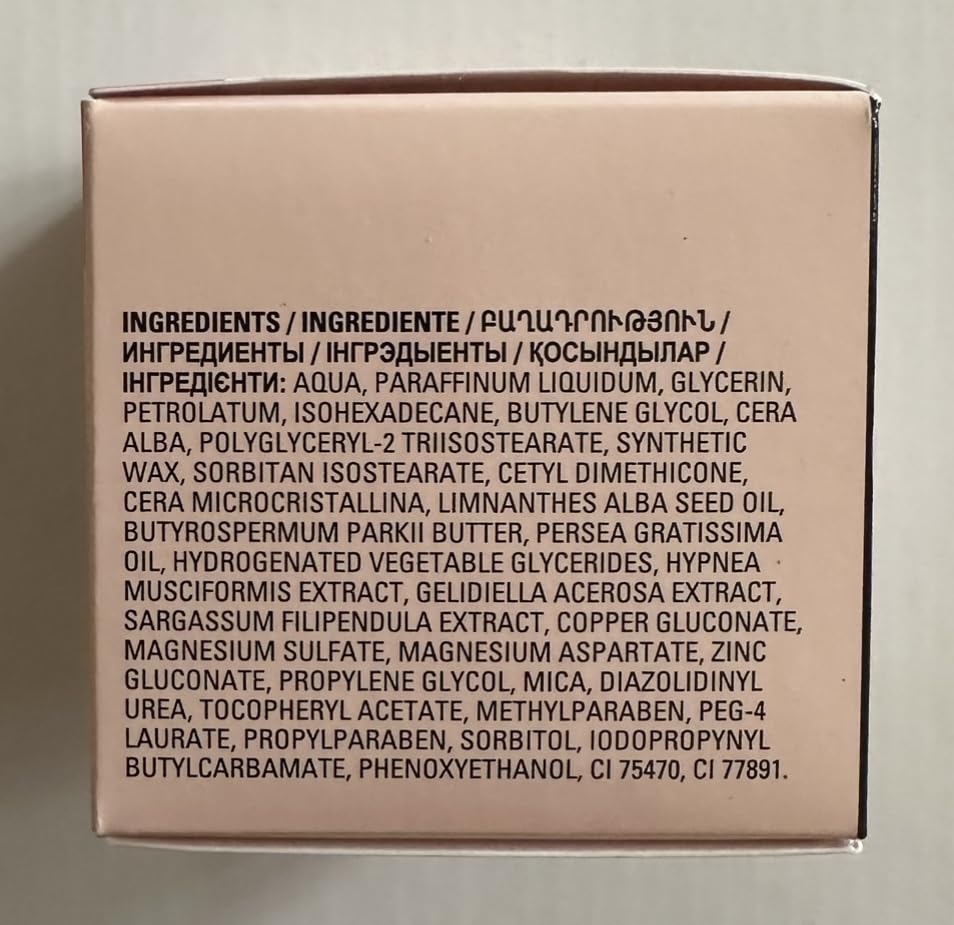 INGREDIENTS / INGREDIENTE / ԲԱՂԱԴՐՈՒԹՅՈՒՆ /
ИНГРЕДИЕНТЫ / ІНГРЭДЫЕНТЫ / ҚОСЫНДЫЛАР /
ІНГРЕДІЄНТИ: AQUA, PARAFFINUM LIQUIDUM, GLYCERIN,
PETROLATUM, ISOHEXADECANE, BUTYLENE GLYCOL, CERA
ALBA, POLYGLYCERYL-2 TRIISOSTEARATE, SYNTHETIC
WAX, SORBITAN ISOSTEARATE, CETYL DIMETHICONE,
CERA MICROCRISTALLINA, LIMNANTHES ALBA SEED OIL,
BUTYROSPERMUM PARKII BUTTER, PERSEA GRATISSIMA
OIL, HYDROGENATED VEGETABLE GLYCERIDES, HYPNEA
MUSCIFORMIS EXTRACT, GELIDIELLA ACEROSA EXTRACT,
SARGASSUM FILIPENDULA EXTRACT, COPPER GLUCONATE,
MAGNESIUM SULFATE, MAGNESIUM ASPARTATE, ZINC
GLUCONATE, PROPYLENE GLYCOL, MICA, DIAZOLIDINYL
UREA, TOCOPHERYL ACETATE, METHYLPARABEN, PEG-4
LAURATE, PROPYLPARABEN, SORBITOL, IODOPROPYNYL
BUTYLCARBAMATE, PHENOXYETHANOL, CI 75470, CI 77891.